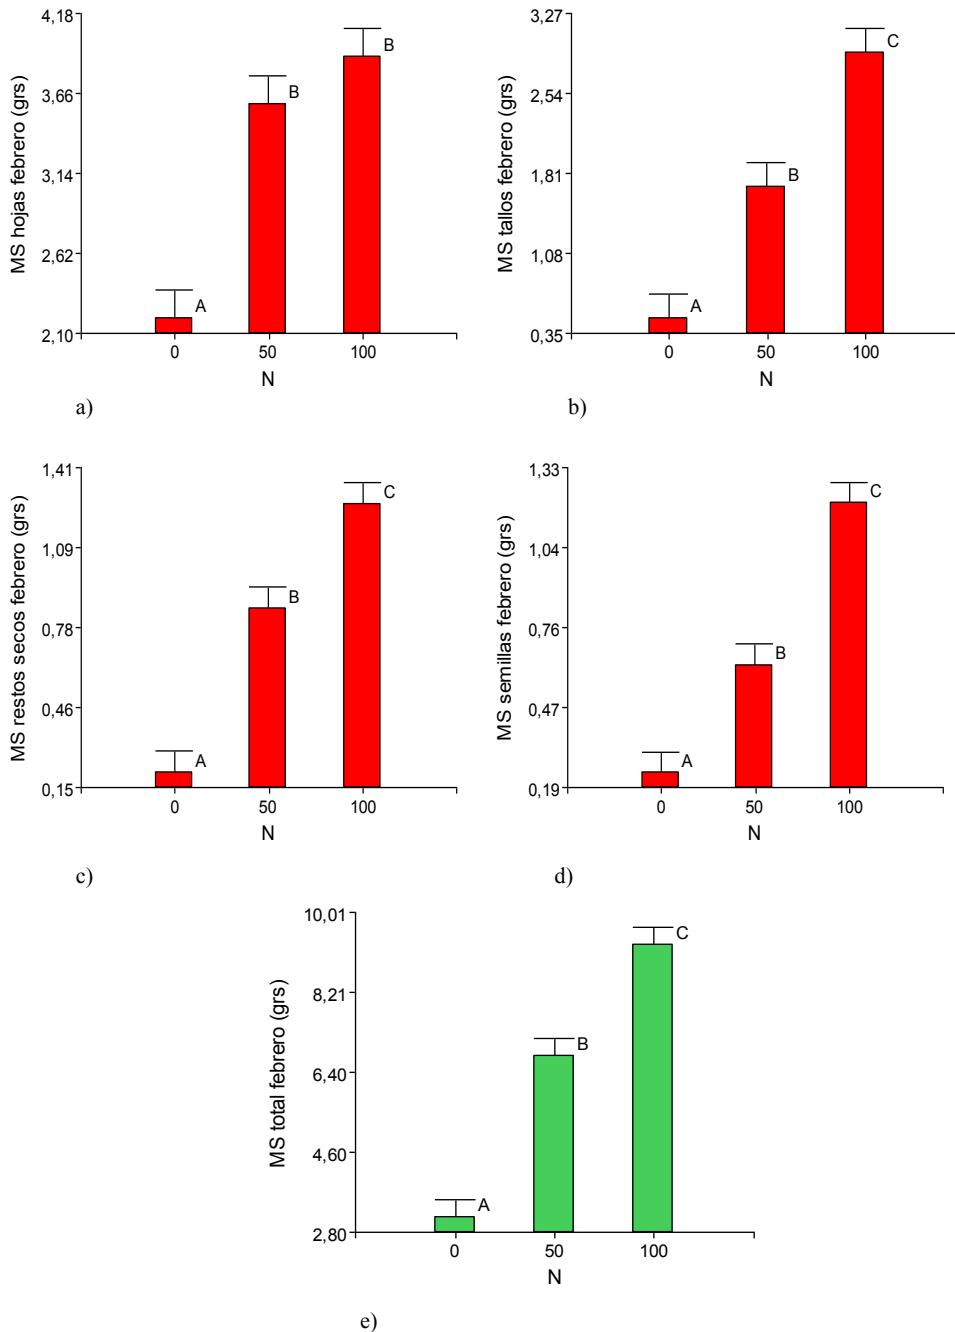 4,18
3,66
3,14
2,62
2,10
MS hojas febrero (grs)
A
B
B
0 50 100
N
a)
3,27
2,54
1,81
1,08
0,35
MS tallos febrero (grs)
A
B
C
0 50 100
N
b)
1,41
1,09
0,78
0,46
0,15
MS restos secos febrero (grs)
A
B
C
0 50 100
N
c)
1,33
1,04
0,76
0,47
0,19
MS semillas febrero (grs)
A
B
C
0 50 100
N
d)
10,01
8,21
6,40
4,60
2,80
MS total febrero (grs)
A
B
C
0 50 100
N
e)